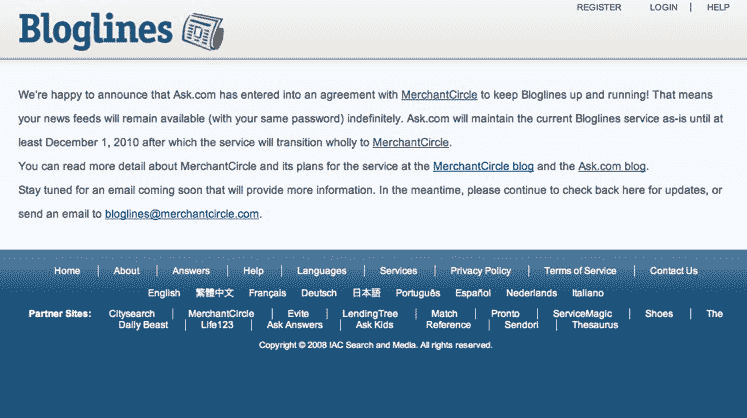 REGISTER LOGIN | HELP
Bloglines
We're happy to announce that Ask.com has entered into an agreement with MerchantCircle to keep Bloglines up and running! That means
your news feeds will remain available (with your same password) indefinitely. Ask.com will maintain the current Bloglines service as-is until at
least December 1, 2010 after which the service will transition wholly to MerchantCircle.
You can read more detail about MerchantCircle and its plans for the service at the MerchantCircle blog and the Ask.com blog.
Stay tuned for an email coming soon that will provide more information. In the meantime, please continue to check back here for updates, or
send an email to bloglines@merchantcircle.com.
Home | About | Answers | Help | Languages | Services | Privacy Policy | Terms of Service | Contact Us
English 繁體中文 Français Deutsch 日本語 Português Español Nederlands Italiano
Partner Sites: Citysearch | MerchantCircle | Evite | LendingTree | Match | Pronto | ServiceMagic | Shoes | The
Daily Beast | Life123 | Ask Answers | Ask Kids Reference | Sendori | Thesaurus
Copyright © 2008 IAC Search and Media. All rights reserved.